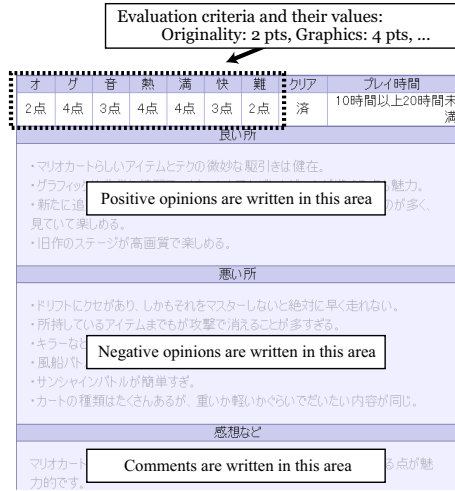 Evaluation criteria and their values:
Originality: 2 pts, Graphics: 4 pts, ...
オ グ 音 熱 満 快 難 クリア プレイ時間
2点 4点 3点 4点 4点 3点 2点 済 10時間以上20時間未
満
良い所
・マリオカートらしいアイテムとテクの微妙な駆引きは健在。
・グラフィッ も魅力。
・新たに追 のが多く、
Positive opinions are written in this area
見ていて楽しめる。
・旧作のステージが高画質で楽しめる。
悪い所
・ドリフトにクセがあり、しかもそれをマスターしないと絶対に早く走れない。
・所持しているアイテムまでもが攻撃で消えることが多すぎる。
・キラーなど
Negative opinions are written in this area
・風船バト
・サンシャインバトルが簡単すぎ。
・カートの種類はたくさんあるが、重いか軽いかぐらいでだいたい内容が同じ。
感想など
マリオカート る点が魅
Comments are written in this area
力的です。